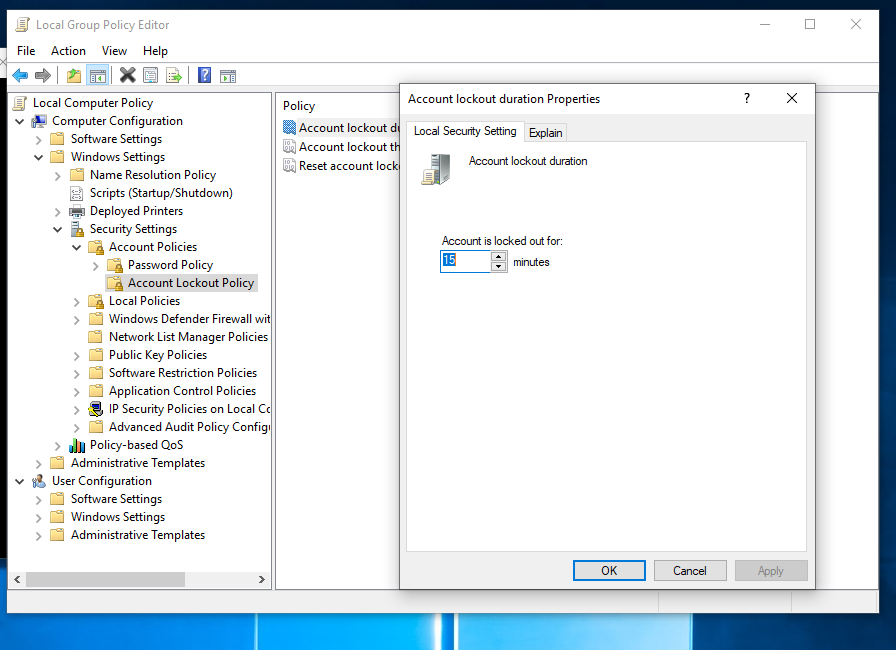 Local Group Policy Editor
File Action View Help
Local Computer Policy
Computer Configuration
Software Settings
Windows Settings
Name Resolution Policy
Scripts (Startup/Shutdown)
Deployed Printers
Security Settings
Account Policies
Password Policy
Account Lockout Policy
Local Policies
Windows Defender Firewall wit
Network List Manager Policies
Public Key Policies
Software Restriction Policies
Application Control Policies
IP Security Policies on Local Co
Advanced Audit Policy Configu
Policy-based QoS
Administrative Templates
User Configuration
Software Settings
Windows Settings
Administrative Templates
Policy
Account lockout du
Account lockout th
Reset account locko
Account lockout duration Properties
?
Local Security Setting Explain
Account lockout duration
Account is locked out for:
15 minutes
OK Cancel Apply